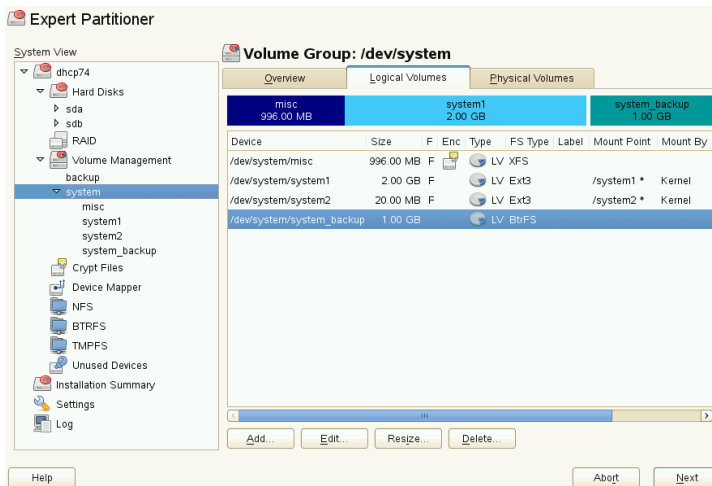 Expert Partitioner
System View
dhcp74
Hard Disks
sda
sdb
RAID
Volume Management
backup
system
misc
system1
system2
system_backup
Crypt Files
Device Mapper
NFS
BTRFS
TMPFS
Unused Devices
Installation Summary
Settings
Log
Volume Group: /dev/system
Overview Logical Volumes Physical Volumes
misc system1 system_backup
996.00 MB 2.00 GB 1.00 GB
Device Size F Enc Type FS Type Label Mount Point Mount By
/dev/system/misc 996.00 MB F LV XFS
/dev/system/system1 2.00 GB F LV Ext3 /system1 * Kernel
/dev/system/system2 20.00 MB F LV Ext3 /system2 * Kernel
/dev/system/system_backup 1.00 GB LV BtrFS
Add... Edit... Resize... Delete...
Help Abort Next